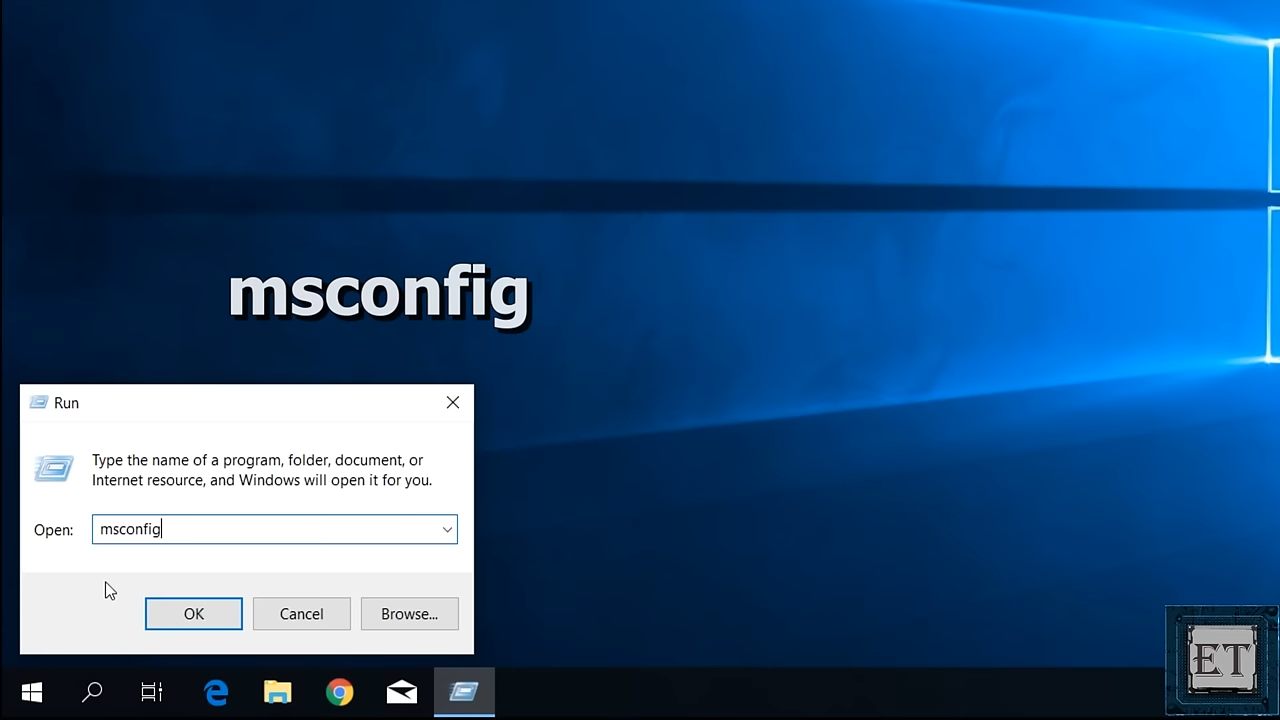 msconfig
Run
Type the name of a program, folder, document, or
Internet resource, and Windows will open it for you.
Open: msconfig
OK Cancel Browse...
ET